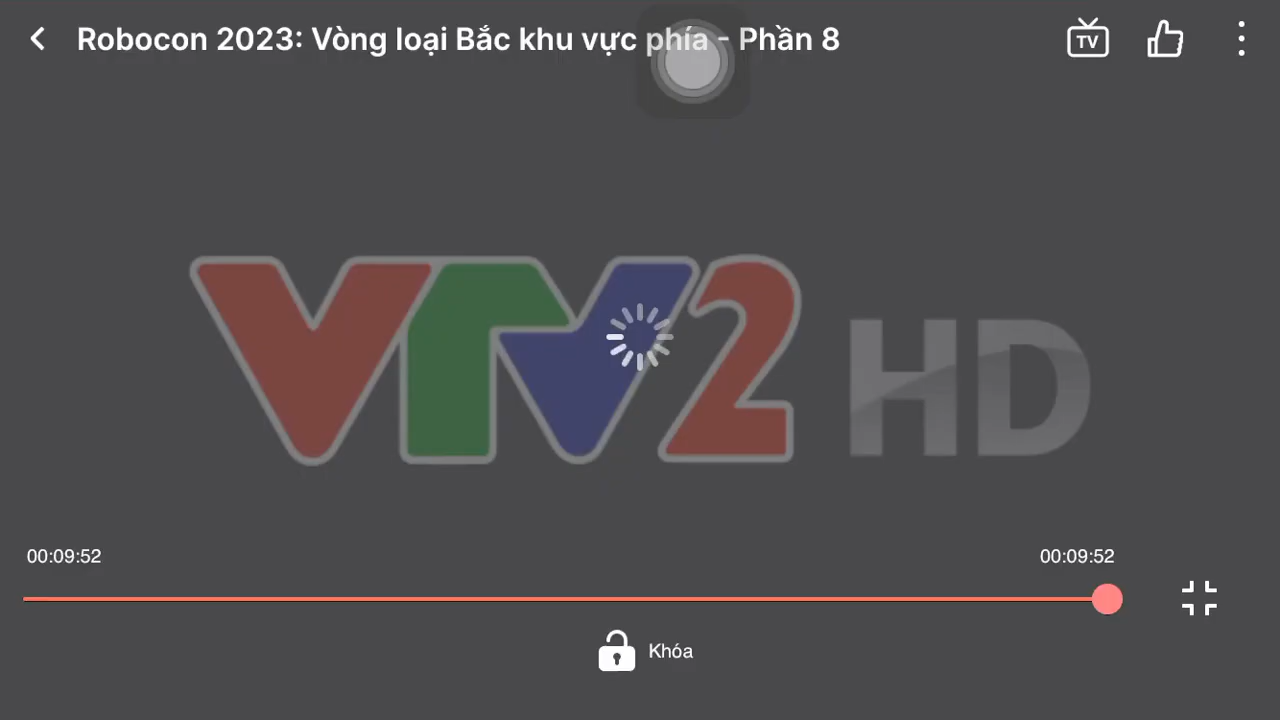 Robocon 2023: Vòng loại Bắc khu vực phía - Phần 8
TV
VTV2 HD
00:09:52
00:09:52
Khóa